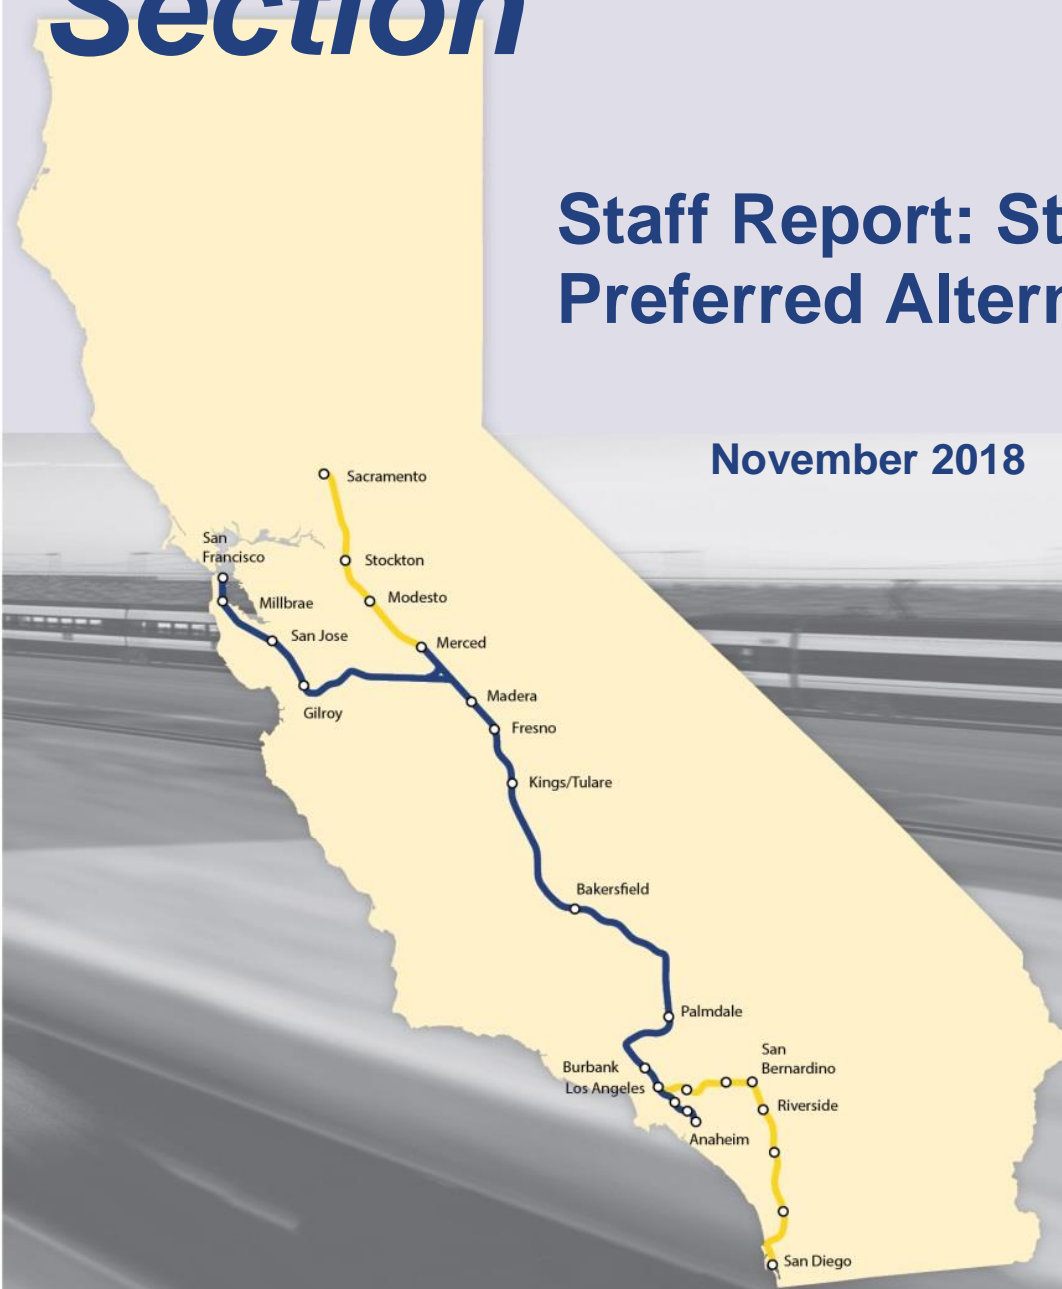 Section
Staff Report: St
Preferred Altern
November 2018
Sacramento
San
Francisco
Stockton
Modesto
Millbrae
San Jose
Merced
Gilroy
Madera
Fresno
Kings/Tulare
Bakersfield
Palmdale
San
Bernardino
Burbank
Los Angeles
Riverside
Anaheim
San Diego